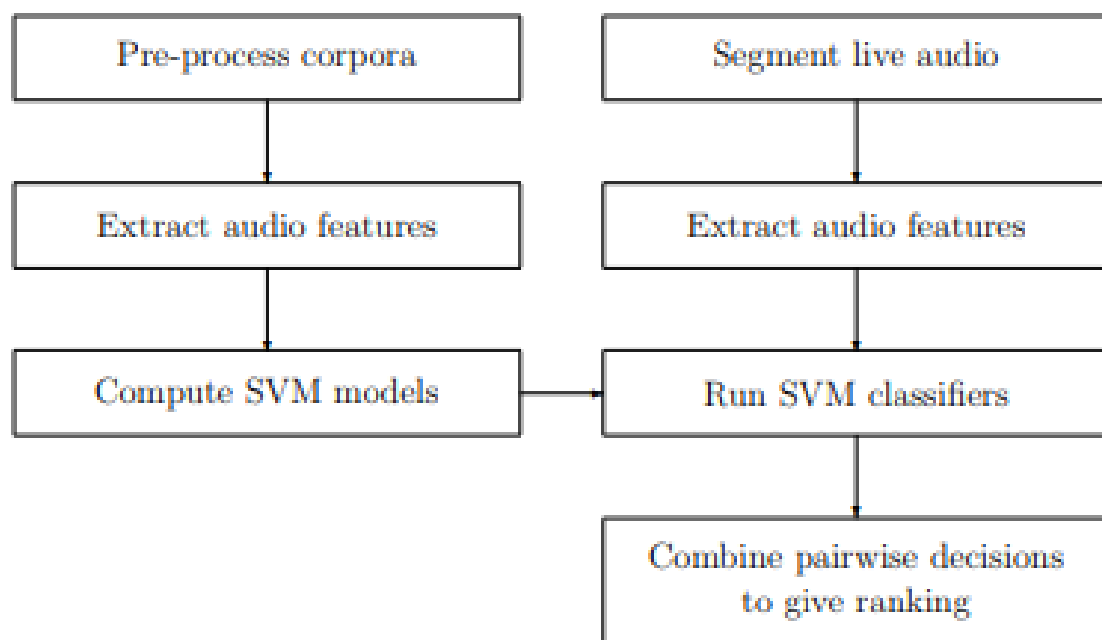 Pre-process corpora
Segment live audio
Extract audio features
Extract audio features
Compute SVM models
Run SVM classifiers
Combine pairwise decisions
to give ranking